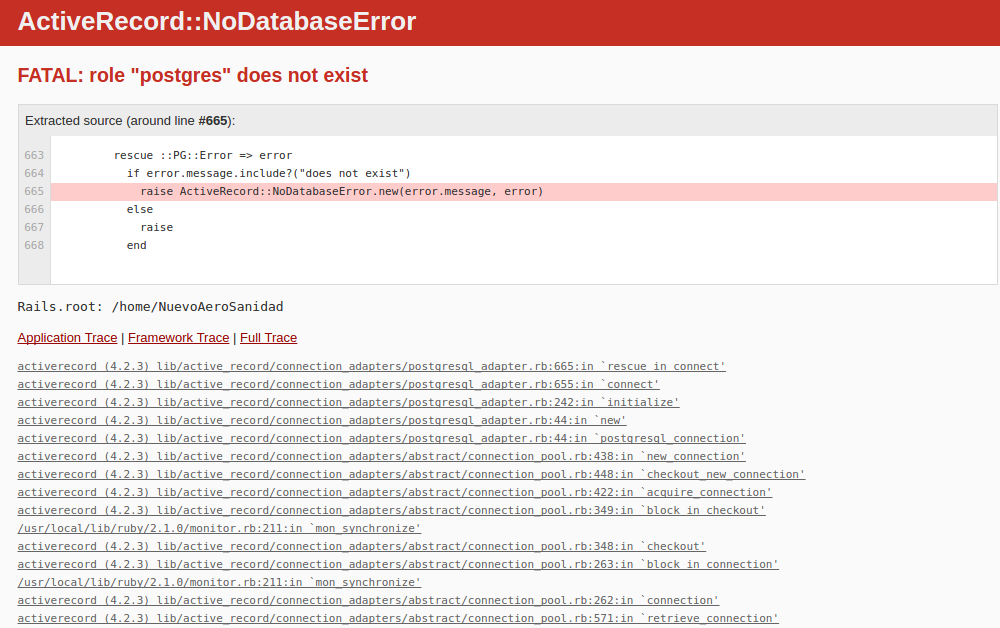 ActiveRecord::NoDatabaseError
FATAL: role "postgres" does not exist
Extracted source (around line #665):
663 rescue ::PG::Error => error
664 if error.message.include?("does not exist")
665 raise ActiveRecord::NoDatabaseError.new(error.message, error)
666 else
667 raise
668 end
Rails.root: /home/NuevoAeroSanidad
Application Trace | Framework Trace | Full Trace
activerecord (4.2.3) lib/active_record/connection_adapters/postgresql_adapter.rb:665:in `rescue in connect'
activerecord (4.2.3) lib/active_record/connection_adapters/postgresql_adapter.rb:655:in `connect'
activerecord (4.2.3) lib/active_record/connection_adapters/postgresql_adapter.rb:242:in `initialize'
activerecord (4.2.3) lib/active_record/connection_adapters/postgresql_adapter.rb:44:in `new'
activerecord (4.2.3) lib/active_record/connection_adapters/postgresql_adapter.rb:44:in `postgresql_connection'
activerecord (4.2.3) lib/active_record/connection_adapters/abstract/connection_pool.rb:438:in `new_connection'
activerecord (4.2.3) lib/active_record/connection_adapters/abstract/connection_pool.rb:448:in `checkout_new_connection'
activerecord (4.2.3) lib/active_record/connection_adapters/abstract/connection_pool.rb:422:in `acquire_connection'
activerecord (4.2.3) lib/active_record/connection_adapters/abstract/connection_pool.rb:349:in `block in checkout'
/usr/local/lib/ruby/2.1.0/monitor.rb:211:in `mon_synchronize'
activerecord (4.2.3) lib/active_record/connection_adapters/abstract/connection_pool.rb:348:in `checkout'
activerecord (4.2.3) lib/active_record/connection_adapters/abstract/connection_pool.rb:263:in `block in connection'
/usr/local/lib/ruby/2.1.0/monitor.rb:211:in `mon_synchronize'
activerecord (4.2.3) lib/active_record/connection_adapters/abstract/connection_pool.rb:262:in `connection'
activerecord (4.2.3) lib/active_record/connection_adapters/abstract/connection_pool.rb:571:in `retrieve_connection'